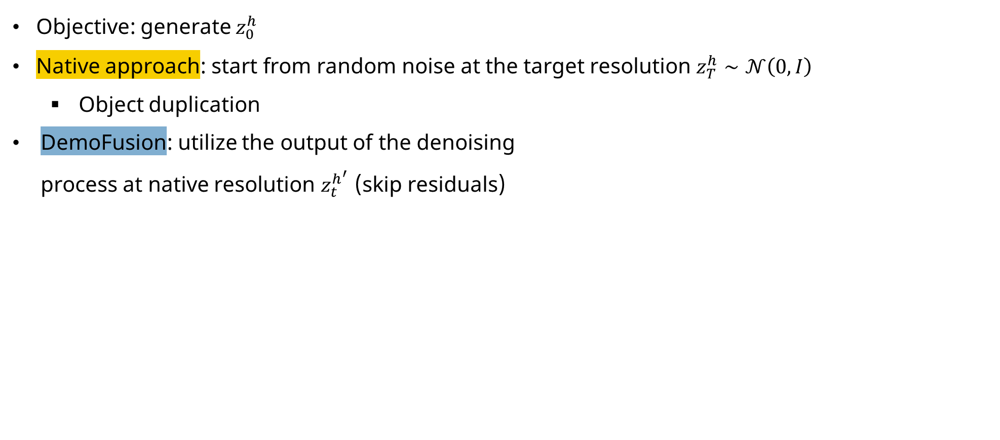 • Objective: generate $z_0^h$
• Native approach: start from random noise at the target resolution $z_T^h \sim \mathcal{N}(0, I)$
▪ Object duplication
• DemoFusion: utilize the output of the denoising
process at native resolution $z_t^{h'}$ (skip residuals)